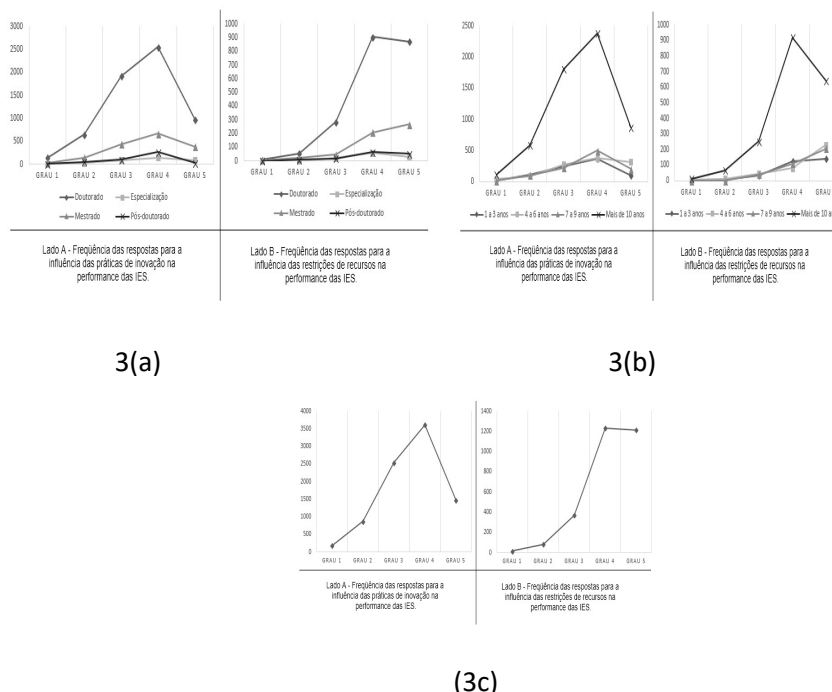 3000
2500
2000
1500
1000
500
0
GRAU 1 GRAU 2 GRAU 3 GRAU 4 GRAU 5
Doutorado Especialização
Mestrado Pós-doutorado
Lado A - Freqüência das respostas para a
influência das práticas de inovação na
performance das IES.
1000
900
800
700
600
500
400
300
200
100
0
GRAU 1 GRAU 2 GRAU 3 GRAU 4 GRAU 5
Doutorado Especialização
Mestrado Pós-doutorado
Lado B - Freqüência das respostas para a
influência das restrições de recursos na
performance das IES.
3(a)
2500
2000
1500
1000
500
0
GRAU 1 GRAU 2 GRAU 3 GRAU 4 GRAU 5
1 a 3 anos 4 a 6 anos 7 a 9 anos Mais de 10 anos
Lado A - Freqüência das respostas para a
influência das práticas de inovação na
performance das IES.
1000
900
800
700
600
500
400
300
200
100
0
GRAU 1 GRAU 2 GRAU 3 GRAU 4 GRAU 5
1 a 3 anos 4 a 6 anos 7 a 9 anos Mais de 10 ano
Lado B - Freqüência das respostas para a
influência das restrições de recursos na
performance das IES.
3(b)
4000
3500
3000
2500
2000
1500
1000
500
0
GRAU 1 GRAU 2 GRAU 3 GRAU 4 GRAU 5
Lado A - Freqüência das respostas para a
influência das práticas de inovação na
performance das IES.
1400
1200
1000
800
600
400
200
0
GRAU 1 GRAU 2 GRAU 3 GRAU 4 GRAU 5
Lado B - Freqüência das respostas para a
influência das restrições de recursos na
performance das IES.
(3c)